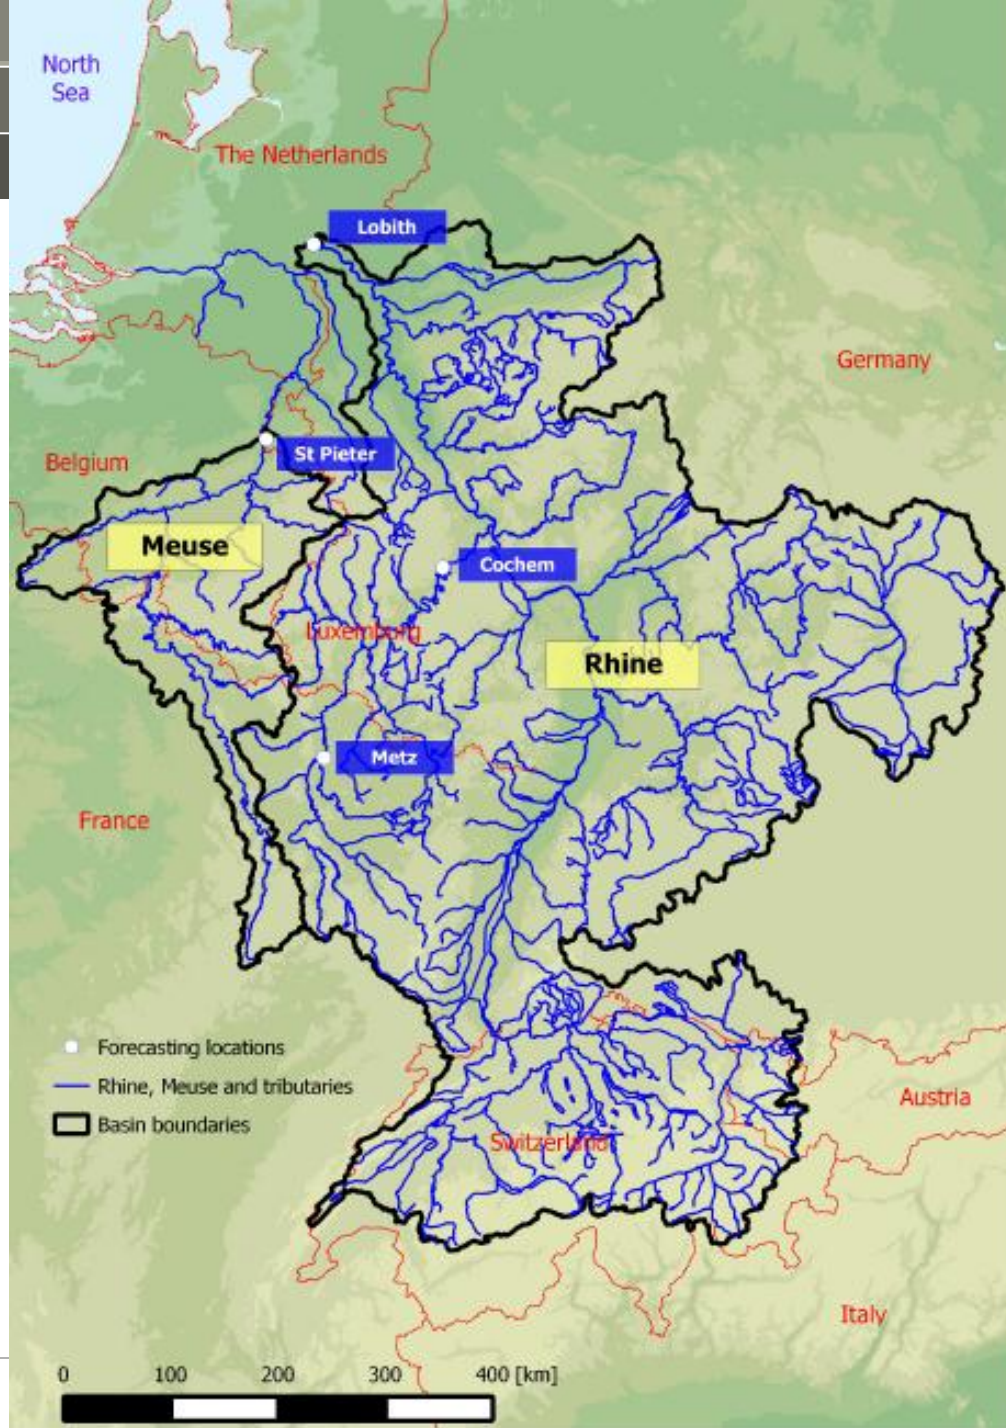 North
Sea
The Netherlands
Lobith
Germany
Belgium
St Pieter
Meuse
Cochem
Luxemburg
Rhine
Metz
France
Forecasting locations
Rhine, Meuse and tributaries
Basin boundaries
Austria
Switzerland
Italy
0 100 200 300 400 [km]